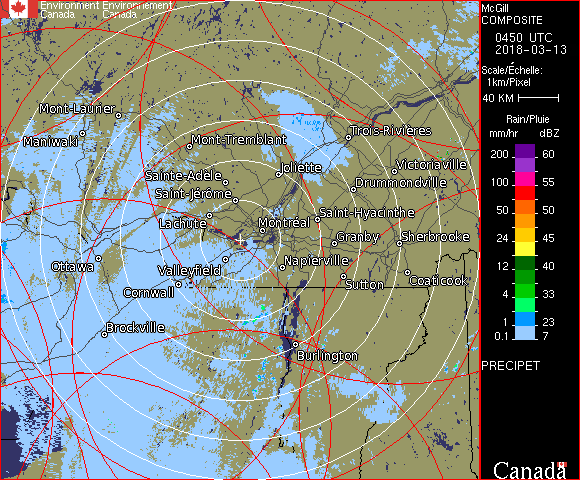 Environment Environnement
Canada Canada
McGill
COMPOSITE
0450 UTC
2018-03-13
Scale/Échelle:
1km/Pixel
40 KM
Rain/Pluie
mm/hr dBZ
200 60
150 57
100 55
50 50
24 45
12 40
4 33
1 23
0.1 7
PRECIPET
Canada
Mont-Laurier
Maniwaki
Mont-Tremblant
Trois-Rivières
Joliette
Victoriaville
Sainte-Adèle
Drummondville
Saint-Jérôme
Lachute
Saint-Hyacinthe
Montréal
Granby
Sherbrooke
Ottawa
Valleyfield
Napierville
Cornwall
Sutton
Coaticook
Brockville
Burlington